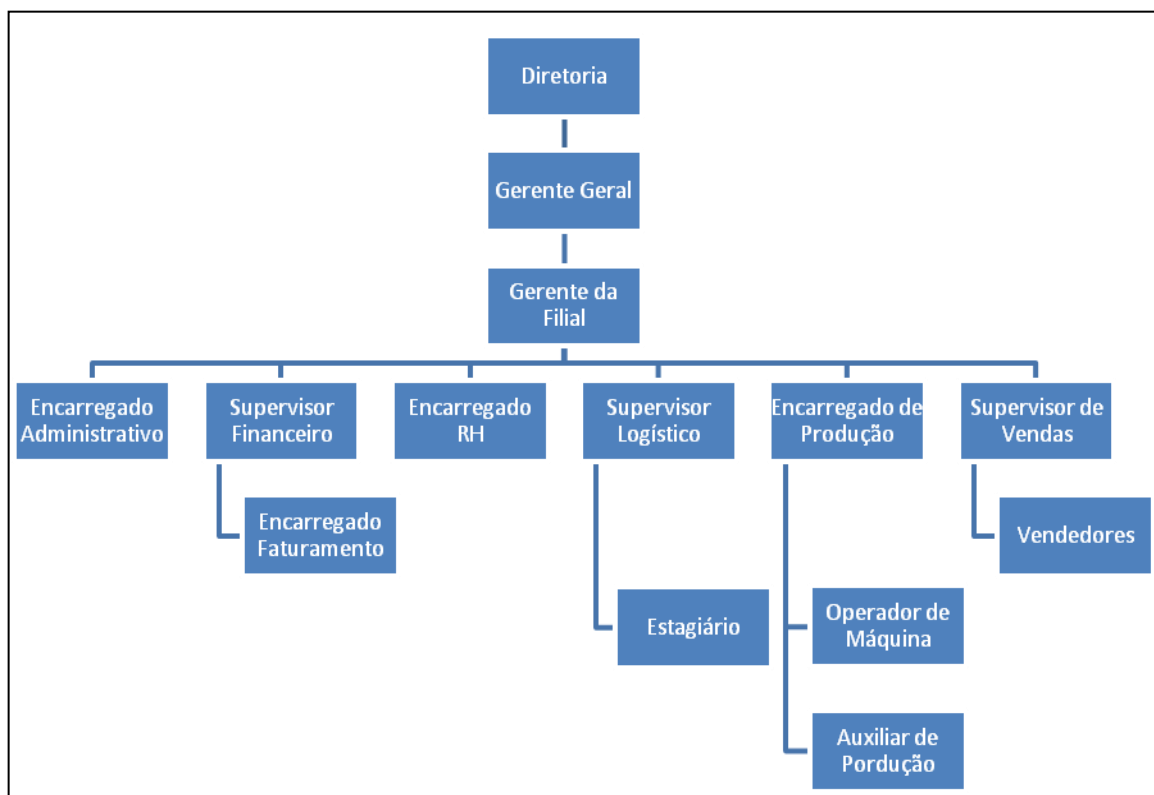 Diretoria
Gerente Geral
Gerente da
Filial
Encarregado
Administrativo
Supervisor
Financeiro
Encarregado
RH
Supervisor
Logístico
Encarregado de
Produção
Supervisor de
Vendas
Encarregado
Faturamento
Vendedores
Estagiário
Operador de
Máquina
Auxiliar de
Pordução